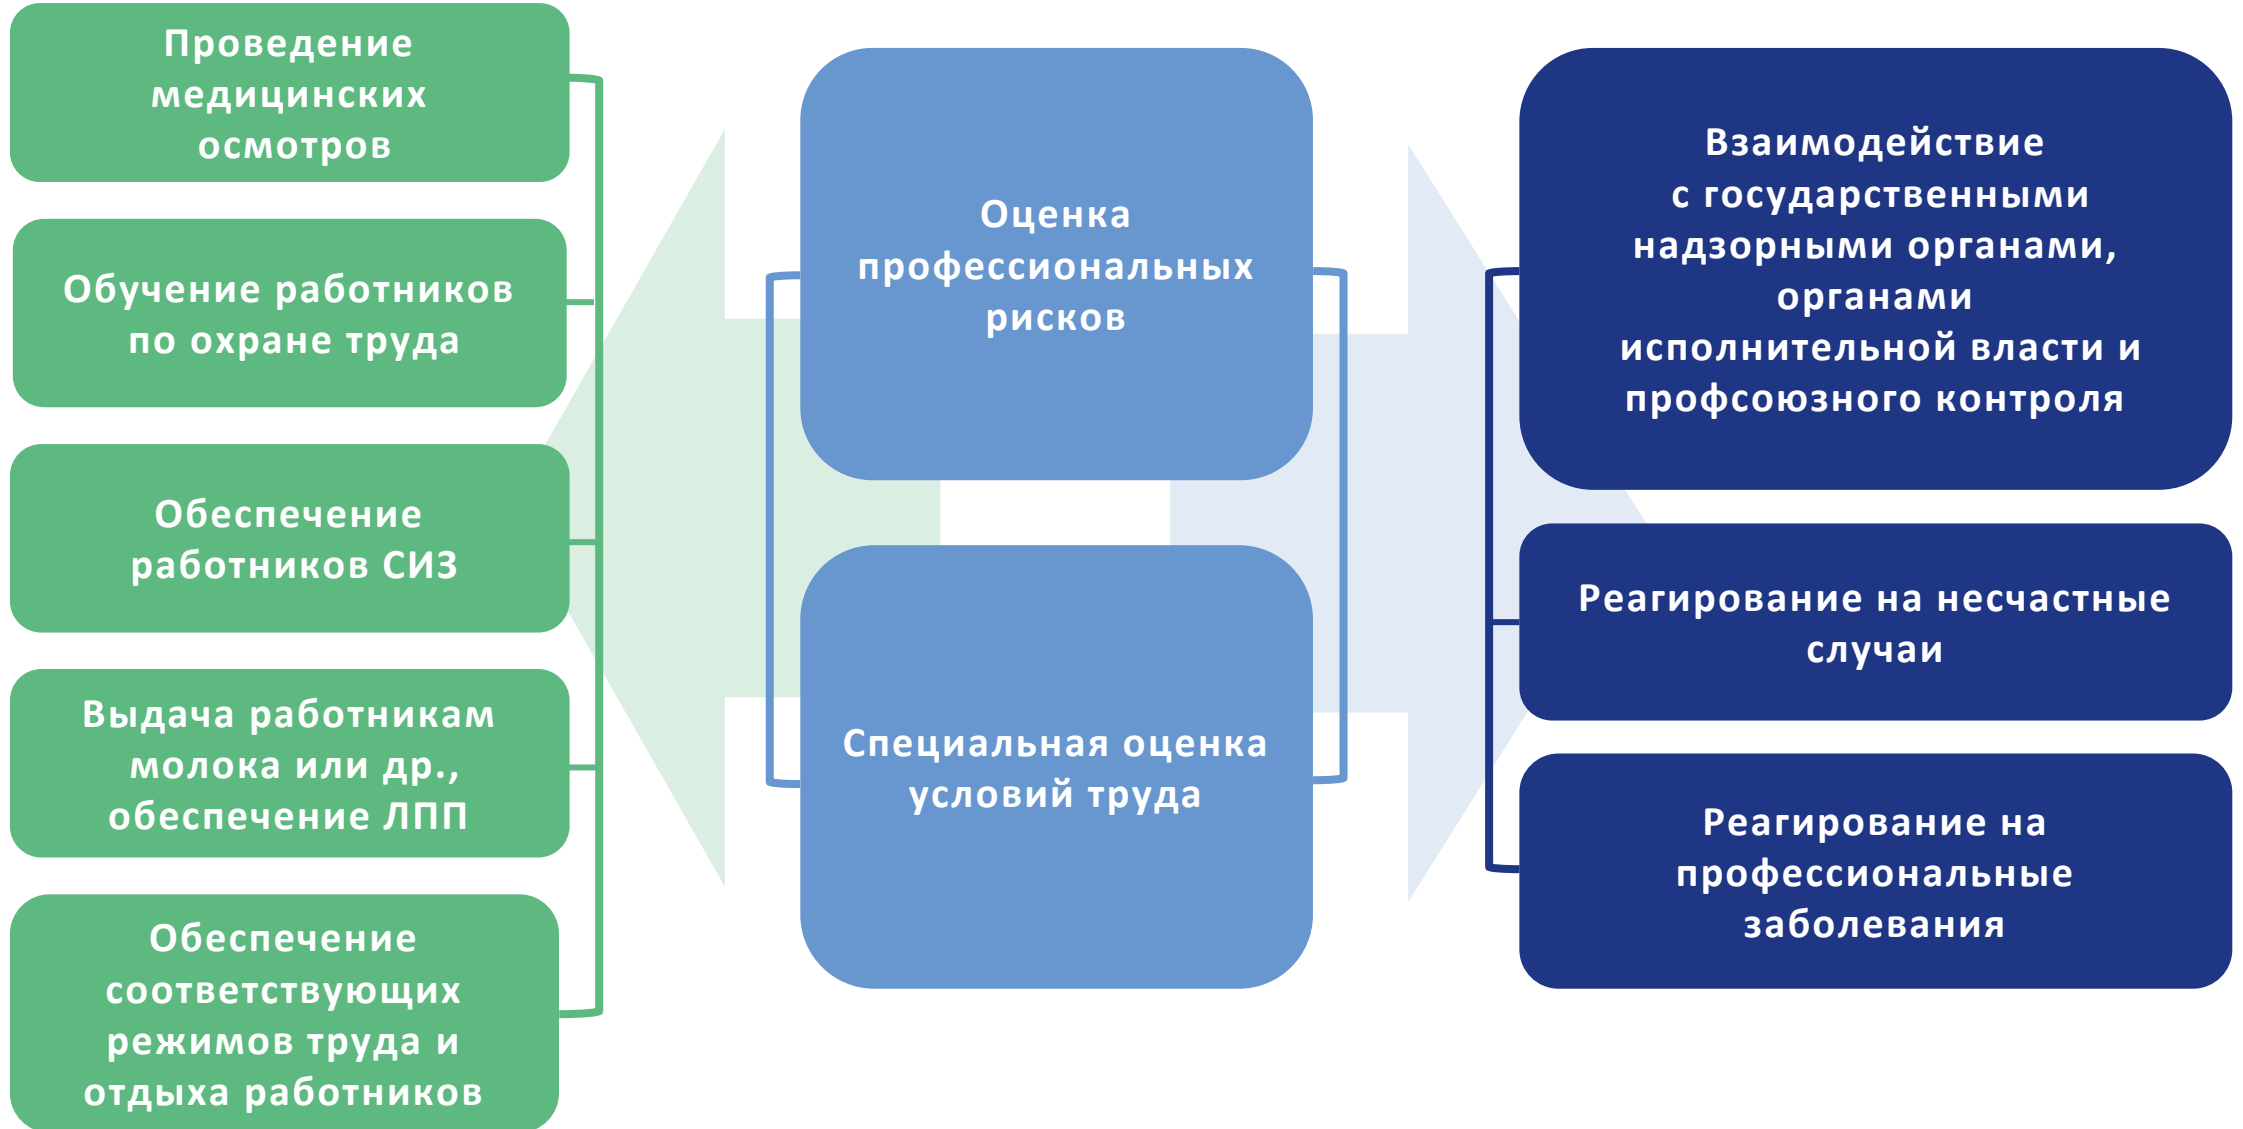 Проведение
медицинских
осмотров
Обучение работников
по охране труда
Обеспечение
работников СИЗ
Выдача работникам
молока или др.,
обеспечение ЛПП
Обеспечение
соответствующих
режимов труда и
отдыха работников
Оценка
профессиональных
рисков
Специальная оценка
условий труда
Взаимодействие
с государственными
надзорными органами,
органами
исполнительной власти и
профсоюзного контроля
Реагирование на несчастные
случаи
Реагирование на
профессиональные
заболевания